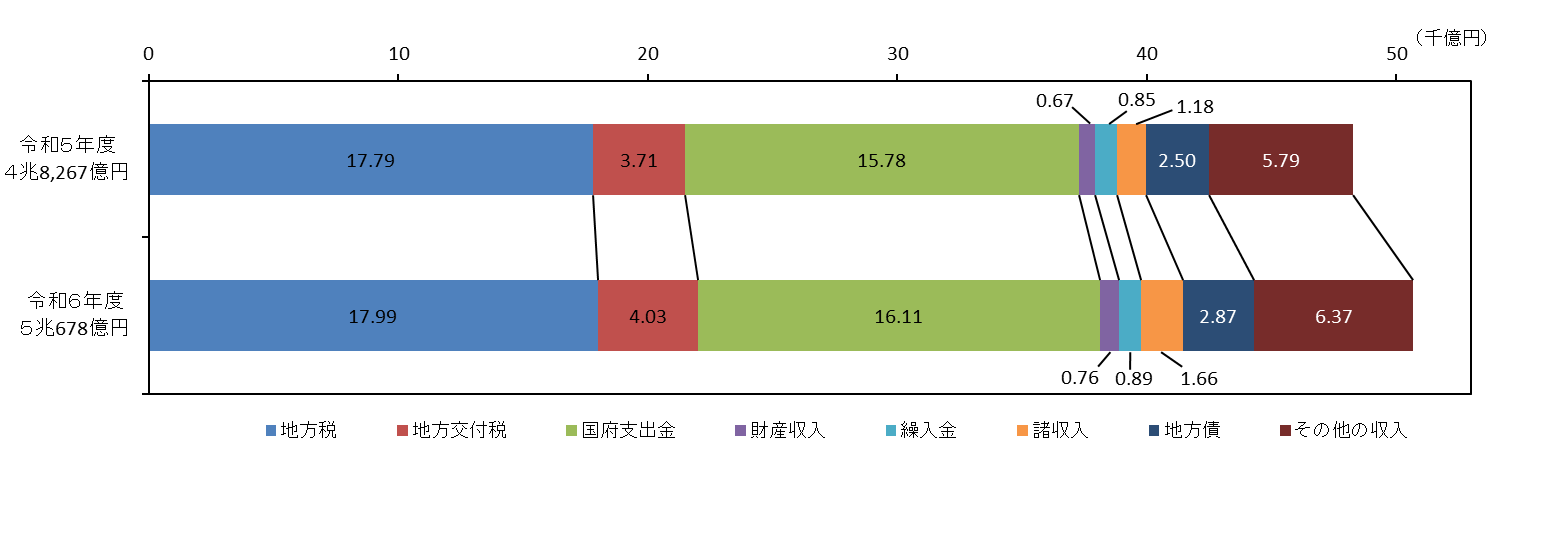 （千億円）
0 10 20 30 40 50
0.67 0.85 1.18
令和５年度
４兆8,267億円
17.79 3.71 15.78 2.50 5.79
令和６年度
５兆678億円
17.99 4.03 16.11 2.87 6.37
0.76 0.89 1.66
地方税 地方交付税 国府支出金 財産収入 繰入金 諸収入 地方債 その他の収入